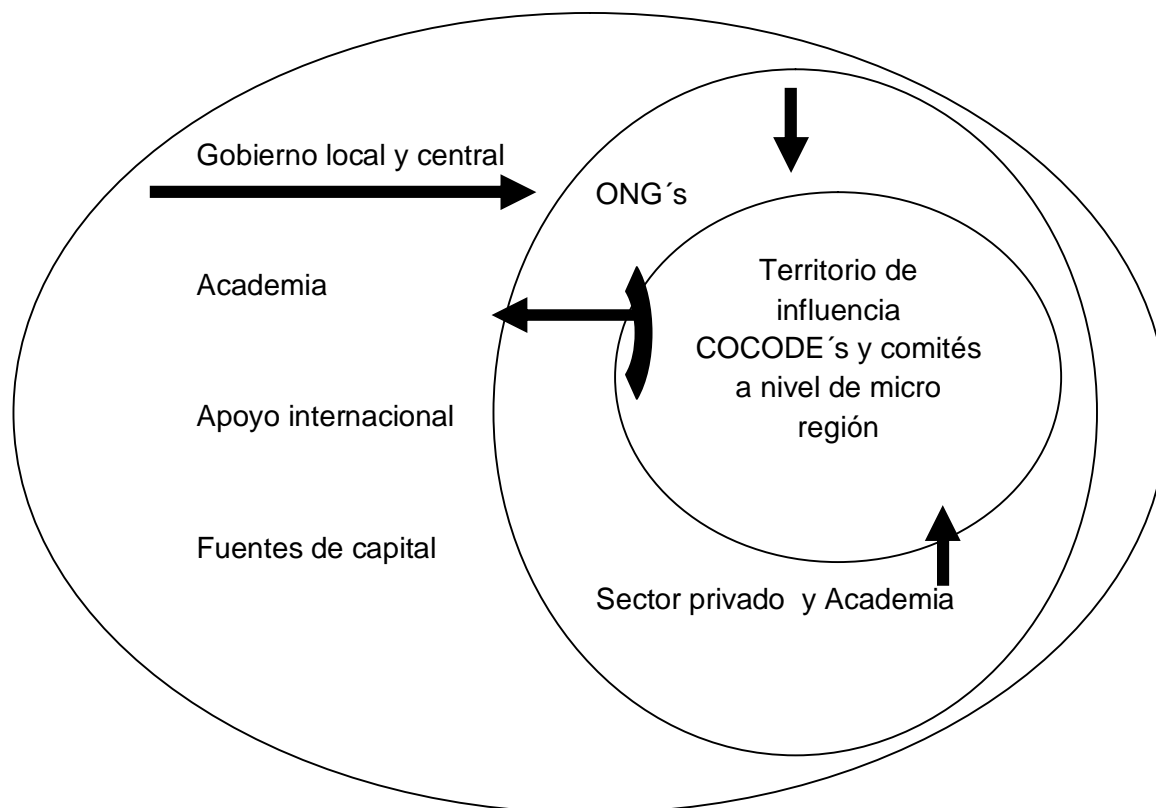 Gobierno local y central
ONG´s
Academia
Territorio de
influencia
COCODE´s y comités
a nivel de micro
región
Apoyo internacional
Fuentes de capital
Sector privado  y Academia